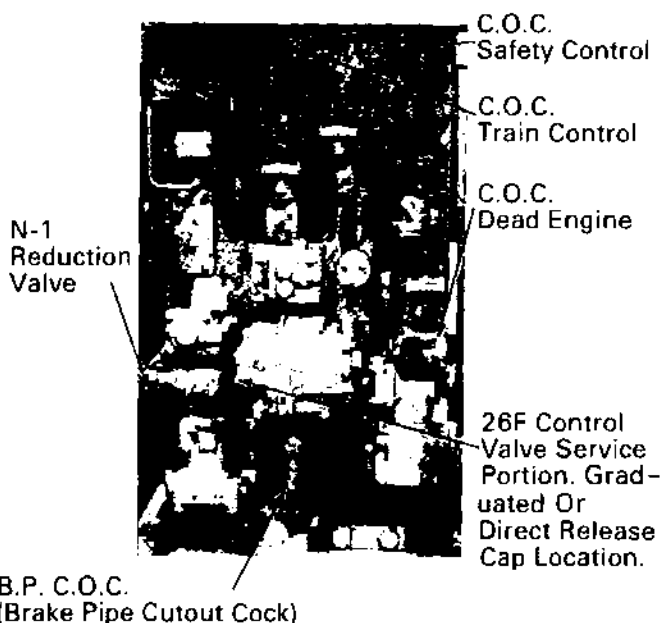 C.O.C.
Safety Control
C.O.C.
Train Control
C.O.C.
Dead Engine
N-1
Reduction
Valve
26F Control
Valve Service
Portion. Grad-
uated Or
Direct Release
Cap Location.
B.P. C.O.C.
(Brake Pipe Cutout Cock)